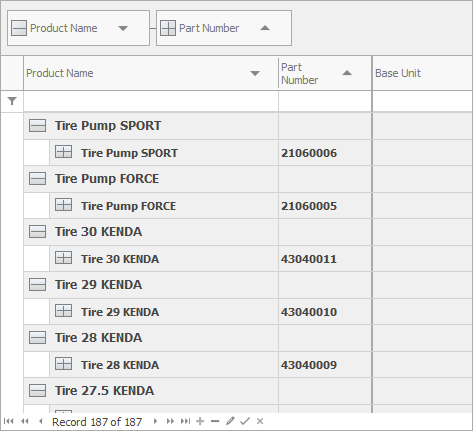 Product Name Part Number
Product Name Part Number Base Unit
Tire Pump SPORT
Tire Pump SPORT 21060006
Tire Pump FORCE
Tire Pump FORCE 21060005
Tire 30 KENDA
Tire 30 KENDA 43040011
Tire 29 KENDA
Tire 29 KENDA 43040010
Tire 28 KENDA
Tire 28 KENDA 43040009
Tire 27.5 KENDA
Record 187 of 187